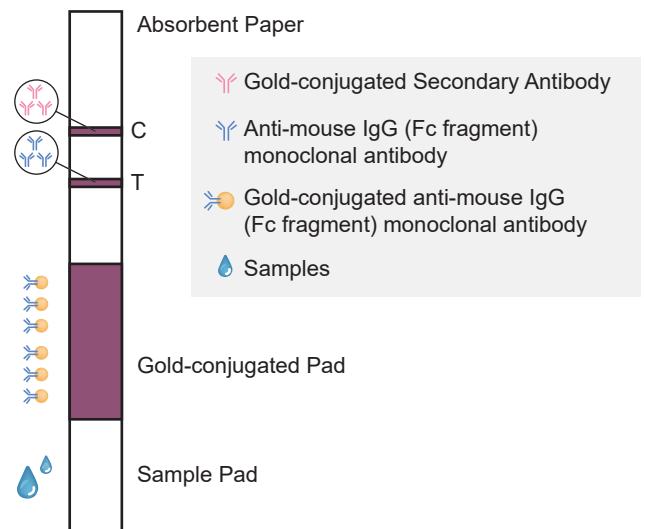 Absorbent Paper
Gold-conjugated Secondary Antibody
C
Anti-mouse IgG (Fc fragment)
monoclonal antibody
T
Gold-conjugated anti-mouse IgG
(Fc fragment) monoclonal antibody
Samples
Gold-conjugated Pad
Sample Pad